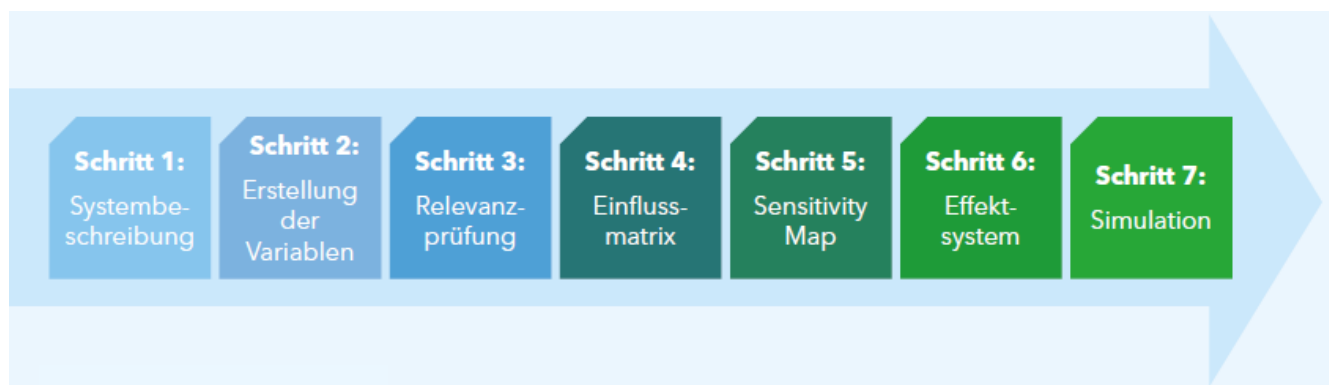 Schritt 1:
Systembe-
schreibung
Schritt 2:
Erstellung
der
Variablen
Schritt 3:
Relevanz-
prüfung
Schritt 4:
Einfluss-
matrix
Schritt 5:
Sensitivity
Map
Schritt 6:
Effekt-
system
Schritt 7:
Simulation